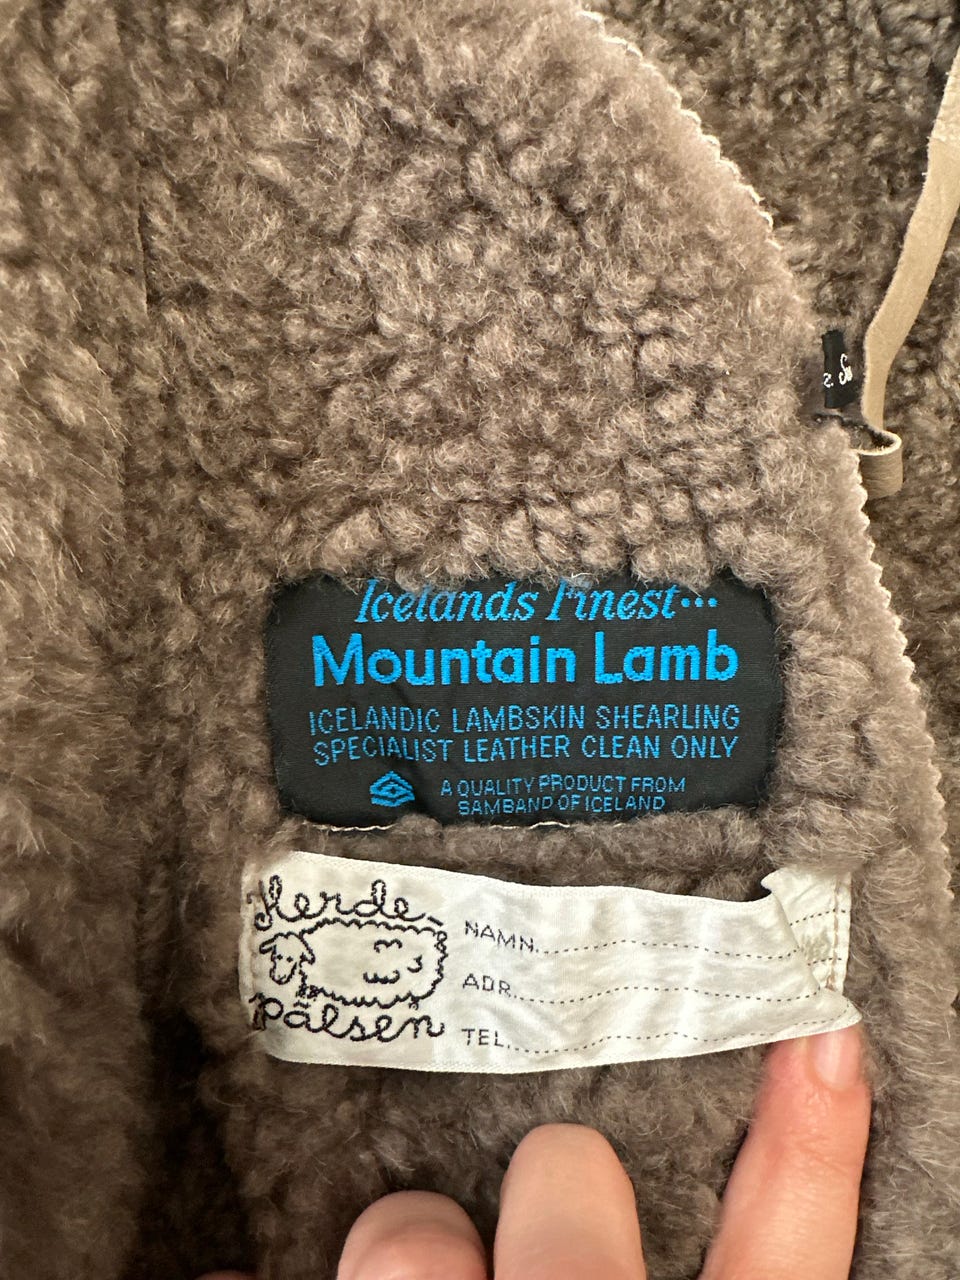 Icelands Finest...
Mountain Lamb
ICELANDIC LAMBSKIN SHEARLING
SPECIALIST LEATHER CLEAN ONLY
A QUALITY PRODUCT FROM
SAMBAND OF ICELAND
Herde-
Pälsen
NAMN
ADR
TEL